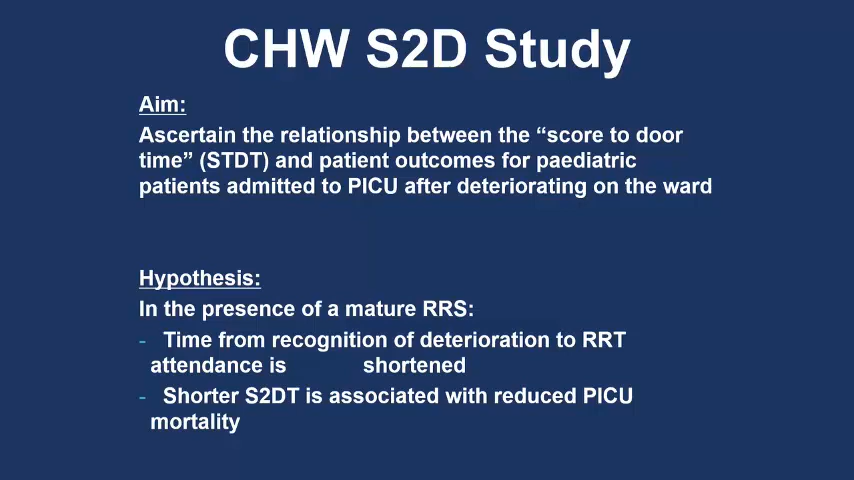 CHW S2D Study
Aim:
Ascertain the relationship between the “score to door
time” (STDT) and patient outcomes for paediatric
patients admitted to PICU after deteriorating on the ward
Hypothesis:
In the presence of a mature RRS:
- Time from recognition of deterioration to RRT
attendance is shortened
- Shorter S2DT is associated with reduced PICU
mortality